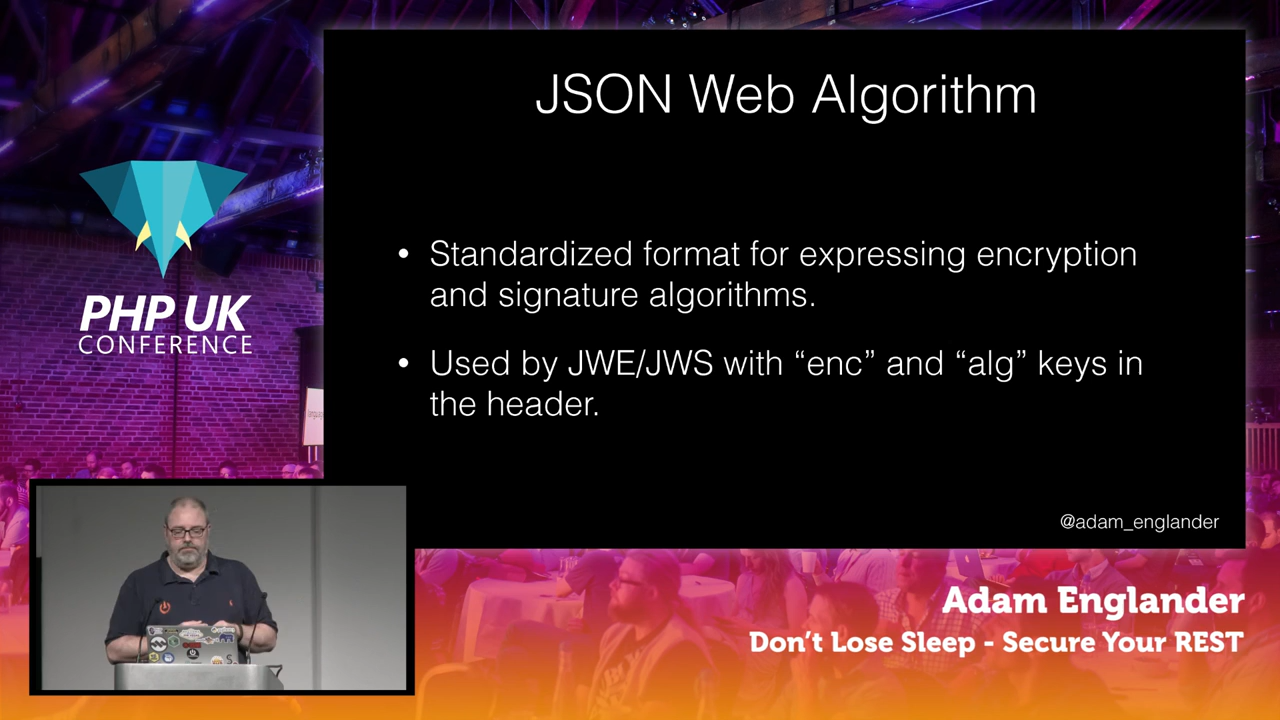 JSON Web Algorithm
• Standardized format for expressing encryption
and signature algorithms.
• Used by JWE/JWS with “enc” and “alg” keys in
the header.
@adam_englander
PHP UK
CONFERENCE
Adam Englander
Don’t Lose Sleep - Secure Your REST